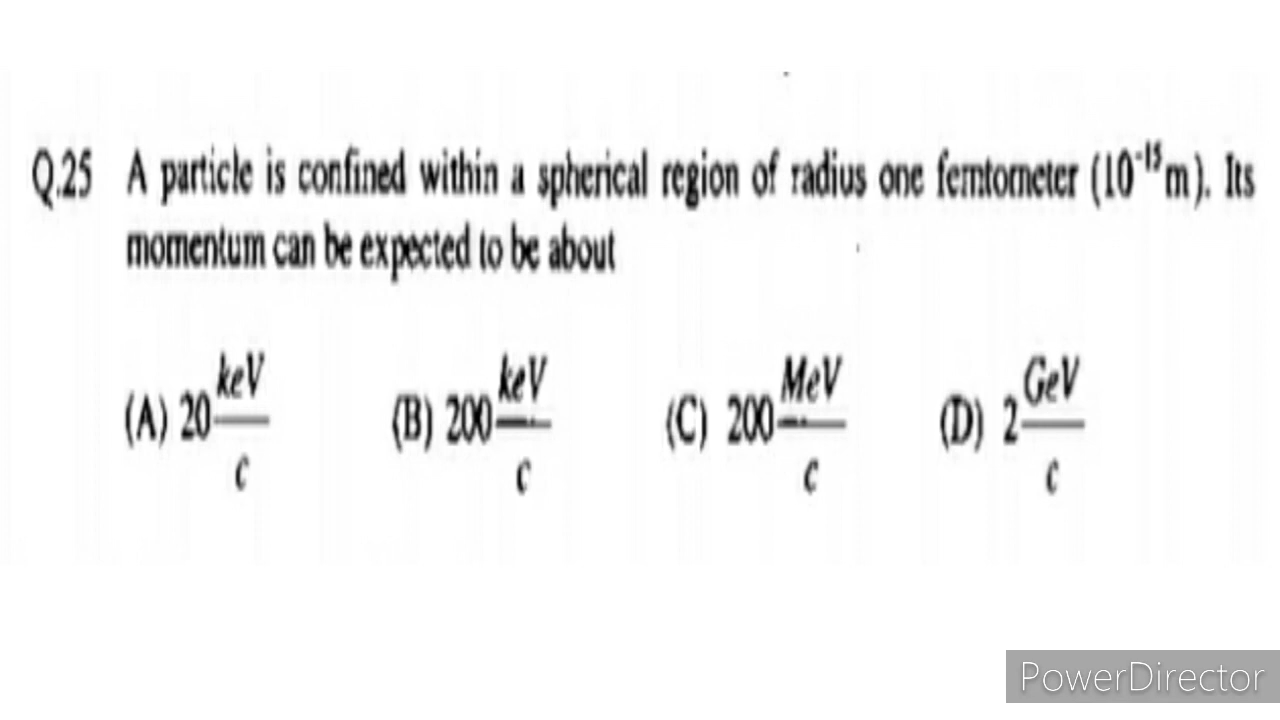 Q.25 A particle is confined within a spherical region of radius one femtometer (10⁻¹⁵m). Its
momentum can be expected to be about
(A) 20 keV/c (B) 200 keV/c (C) 200 MeV/c (D) 2 GeV/c
PowerDirector